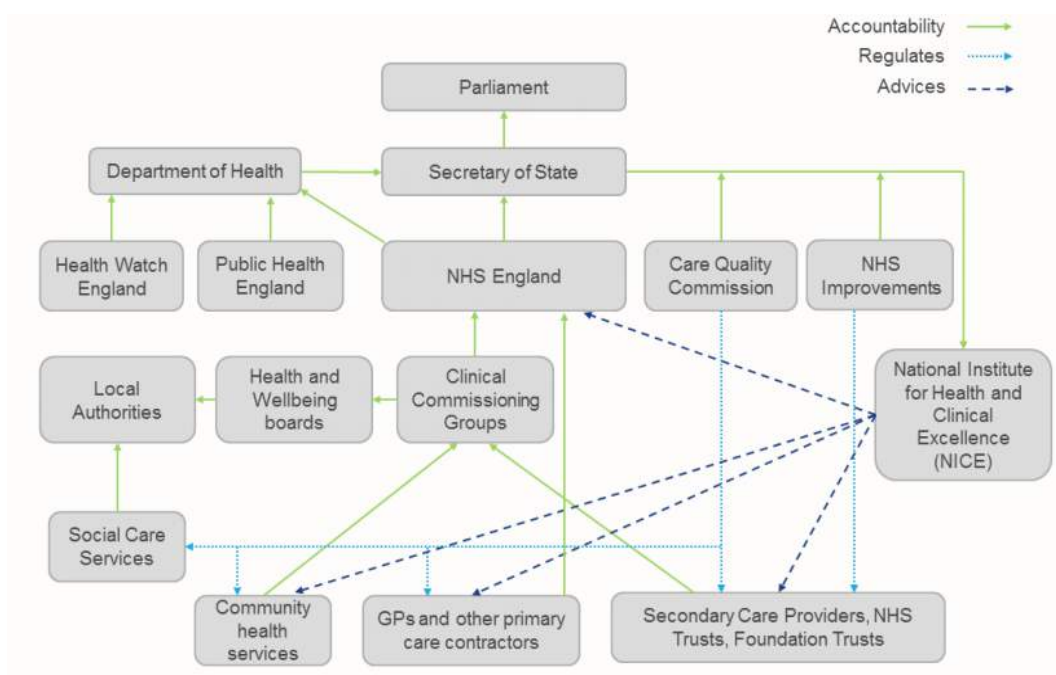 Accountability
Regulates
Advices
Parliament
Department of Health
Secretary of State
Health Watch
England
Public Health
England
NHS England
Care Quality
Commission
NHS
Improvements
Local
Authorities
Health and
Wellbeing
boards
Clinical
Commissioning
Groups
National Institute
for Health and
Clinical
Excellence
(NICE)
Social Care
Services
Community
health
services
GPs and other primary
care contractors
Secondary Care Providers, NHS
Trusts, Foundation Trusts